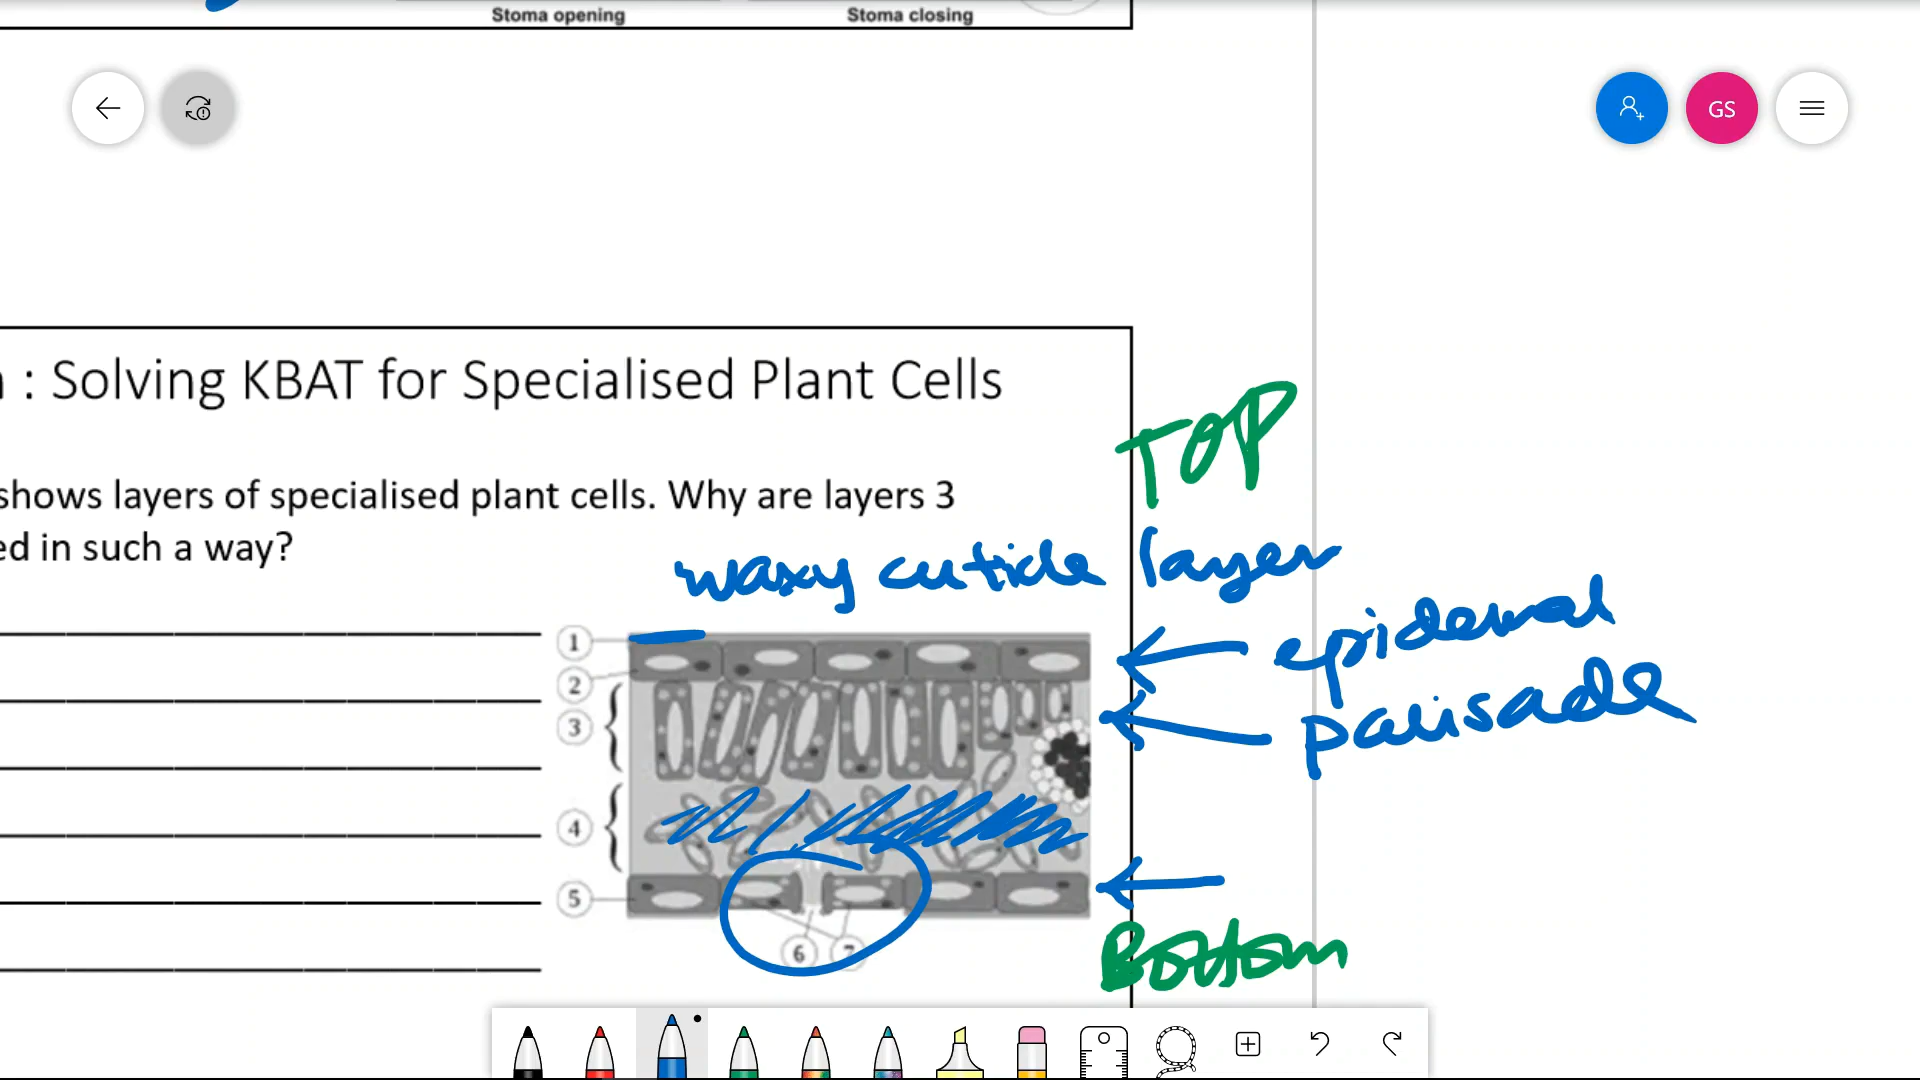 Stoma opening Stoma closing
GS
: Solving KBAT for Specialised Plant Cells
TOP
shows layers of specialised plant cells. Why are layers 3
ed in such a way?
waxy cuticle layer
epidermal
palisade
1
2
3
4
5
6 7
Bottom